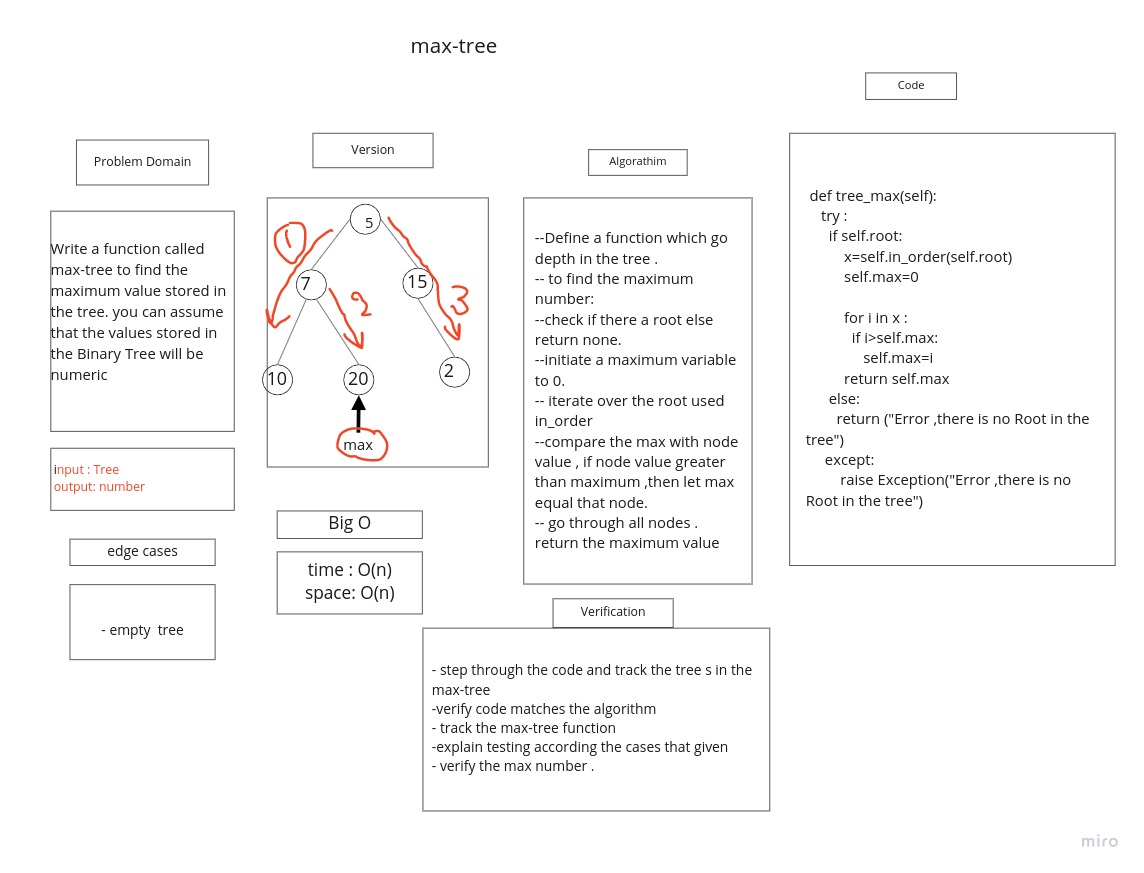 max-tree
Problem Domain
Write a function called
max-tree to find the
maximum value stored in
the tree. you can assume
that the values stored in
the Binary Tree will be
numeric
input : Tree
output: number
edge cases
- empty  tree
Version
5
1
7
15
2
3
10
20
2
max
Big O
time : O(n)
space: O(n)
Algorathim
--Define a function which go
depth in the tree .
-- to find the maximum
number:
--check if there a root else
return none.
--initiate a maximum variable
to 0.
-- iterate over the root used
in_order
--compare the max with node
value , if node value greater
than maximum ,then let max
equal that node.
-- go through all nodes .
return the maximum value
Verification
- step through the code and track the tree s in the
max-tree
-verify code matches the algorithm
- track the max-tree function
-explain testing according the cases that given
- verify the max number .
Code
def tree_max(self):
try :
if self.root:
x=self.in_order(self.root)
self.max=0
for i in x :
if i>self.max:
self.max=i
return self.max
else:
return ("Error ,there is no Root in the
tree")
except:
raise Exception("Error ,there is no
Root in the tree")
miro